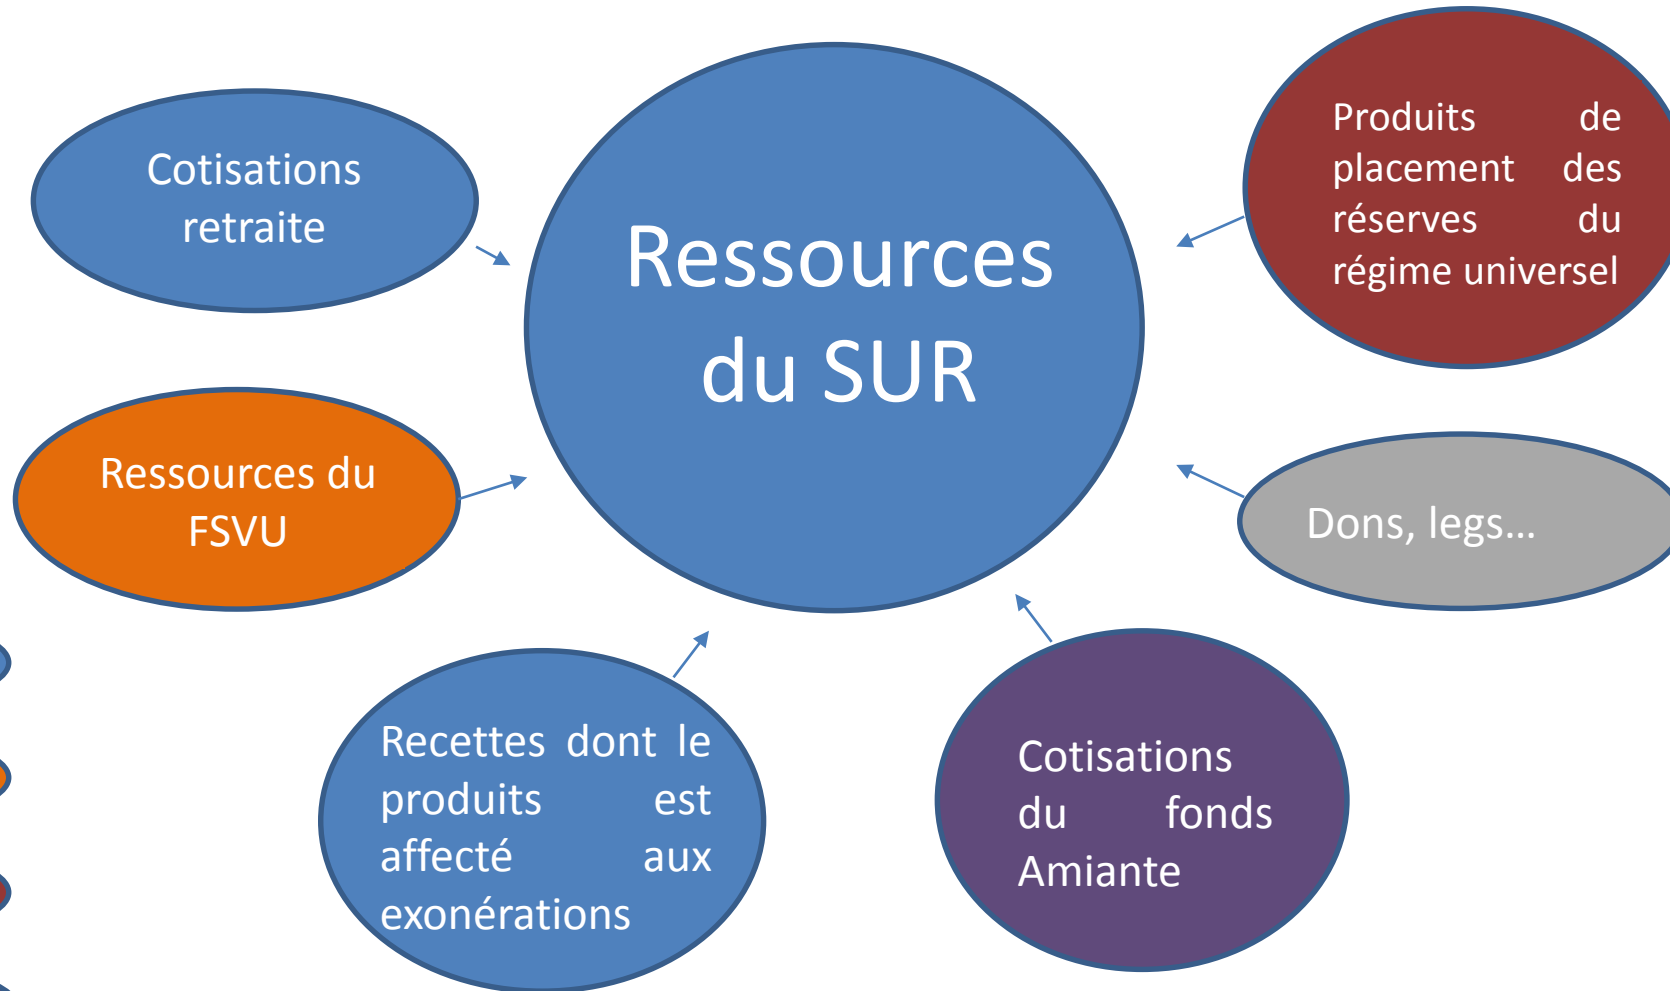 Cotisations
retraite
Ressources
du SUR
Produits de
placement des
réserves du
régime universel
Ressources du
FSVU
Dons, legs...
Recettes dont le
produits est
affecté aux
exonérations
Cotisations
du fonds
Amiante